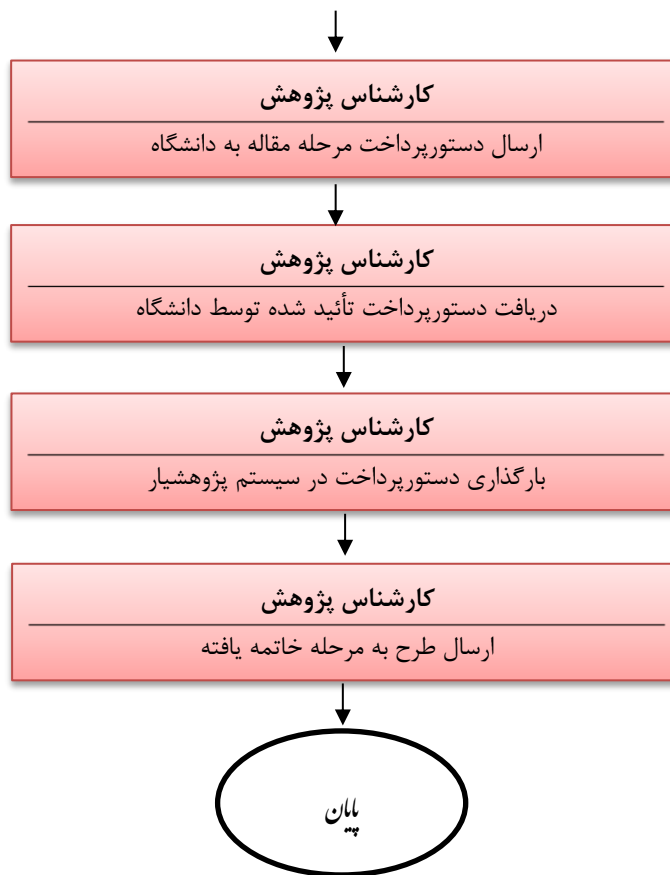 کارشناس پژوهش
ارسال دستورپرداخت مرحله مقاله به دانشگاه
کارشناس پژوهش
دریافت دستورپرداخت تأئید شده توسط دانشگاه
کارشناس پژوهش
بارگذاری دستورپرداخت در سیستم پژوهشیار
کارشناس پژوهش
ارسال طرح به مرحله خاتمه یافته
پایان